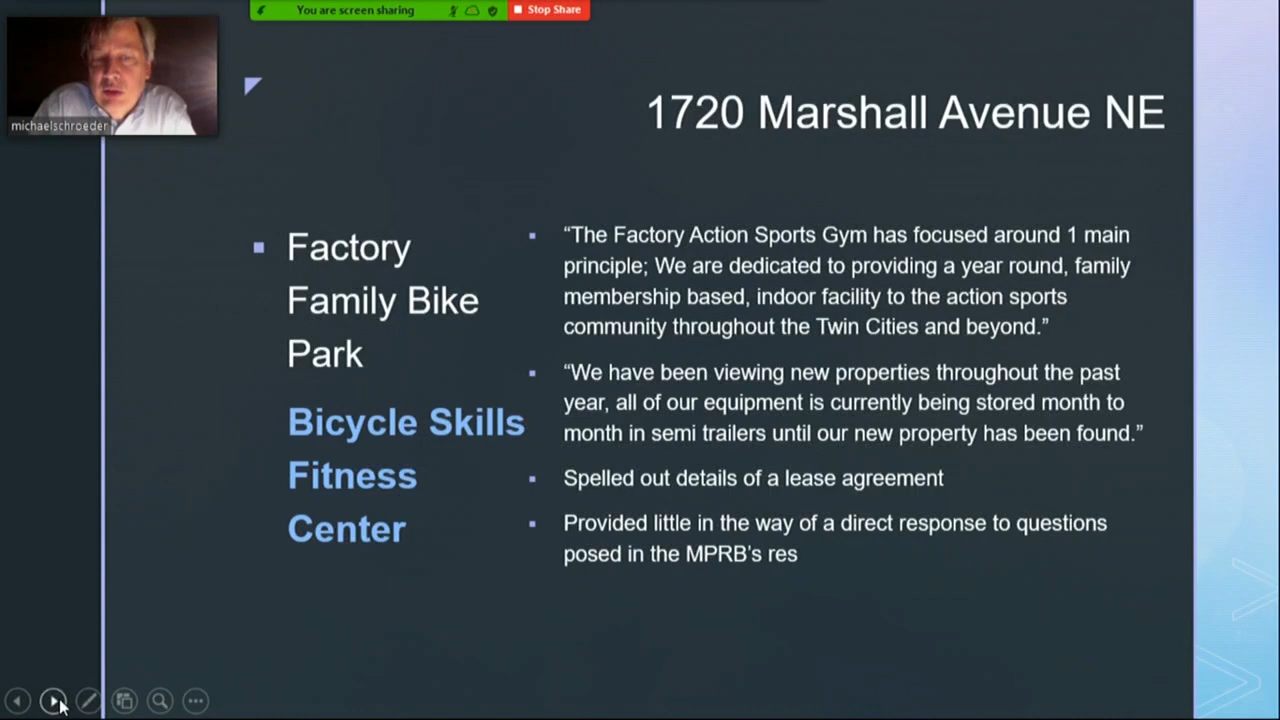 You are screen sharing
Stop Share
michaelschroeder
1720 Marshall Avenue NE
Factory
Family Bike
Park
Bicycle Skills
Fitness
Center
“The Factory Action Sports Gym has focused around 1 main
principle; We are dedicated to providing a year round, family
membership based, indoor facility to the action sports
community throughout the Twin Cities and beyond.”
“We have been viewing new properties throughout the past
year, all of our equipment is currently being stored month to
month in semi trailers until our new property has been found.”
Spelled out details of a lease agreement
Provided little in the way of a direct response to questions
posed in the MPRB’s res